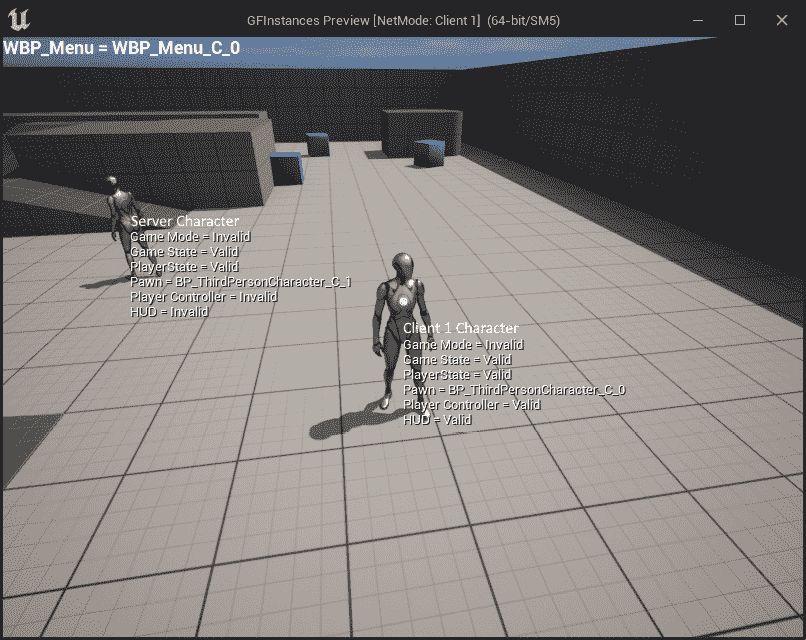 GFInstances Preview [NetMode: Client 1] (64-bit/SM5)
WBP_Menu = WBP_Menu_C_0
Server Character
Game Mode = Invalid
Game State = Valid
PlayerState = Valid
Pawn = BP_ThirdPersonCharacter_C_1
Player Controller = Invalid
HUD = Invalid
Client 1 Character
Game Mode = Invalid
Game State = Valid
PlayerState = Valid
Pawn = BP_ThirdPersonCharacter_C_0
Player Controller = Valid
HUD = Valid